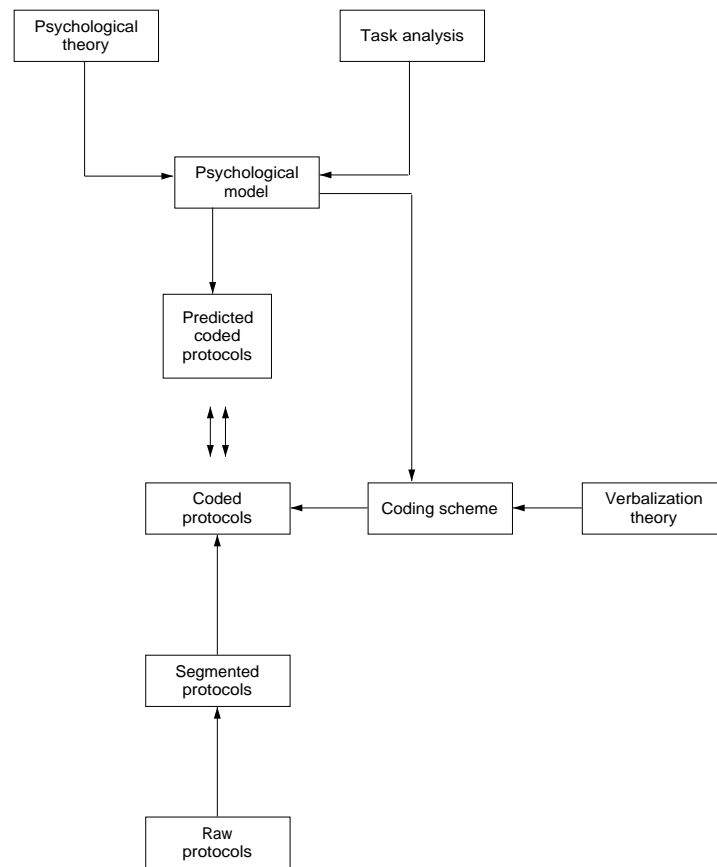 Psychological
theory
Task analysis
Psychological
model
Predicted
coded
protocols
Coded
protocols
Coding scheme
Verbalization
theory
Segmented
protocols
Raw
protocols